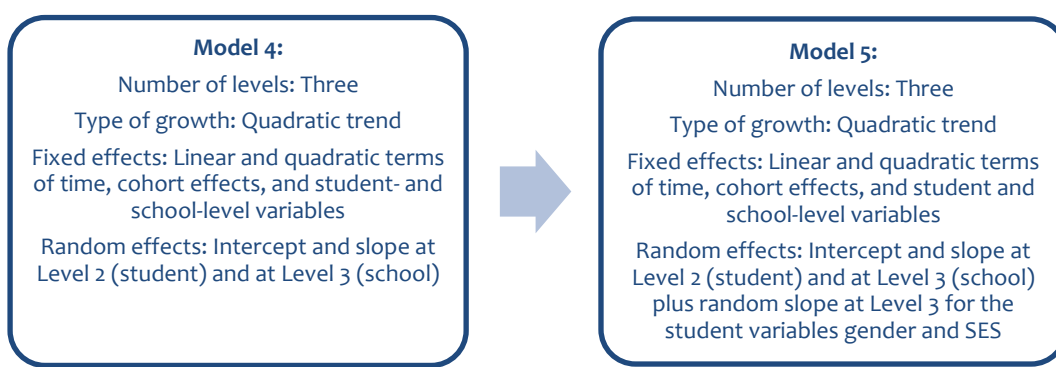 Model 4:
Number of levels: Three
Type of growth: Quadratic trend
Fixed effects: Linear and quadratic terms
of time, cohort effects, and student- and
school-level variables
Random effects: Intercept and slope at
Level 2 (student) and at Level 3 (school)
Model 5:
Number of levels: Three
Type of growth: Quadratic trend
Fixed effects: Linear and quadratic terms
of time, cohort effects, and student and
school-level variables
Random effects: Intercept and slope at
Level 2 (student) and at Level 3 (school)
plus random slope at Level 3 for the
student variables gender and SES